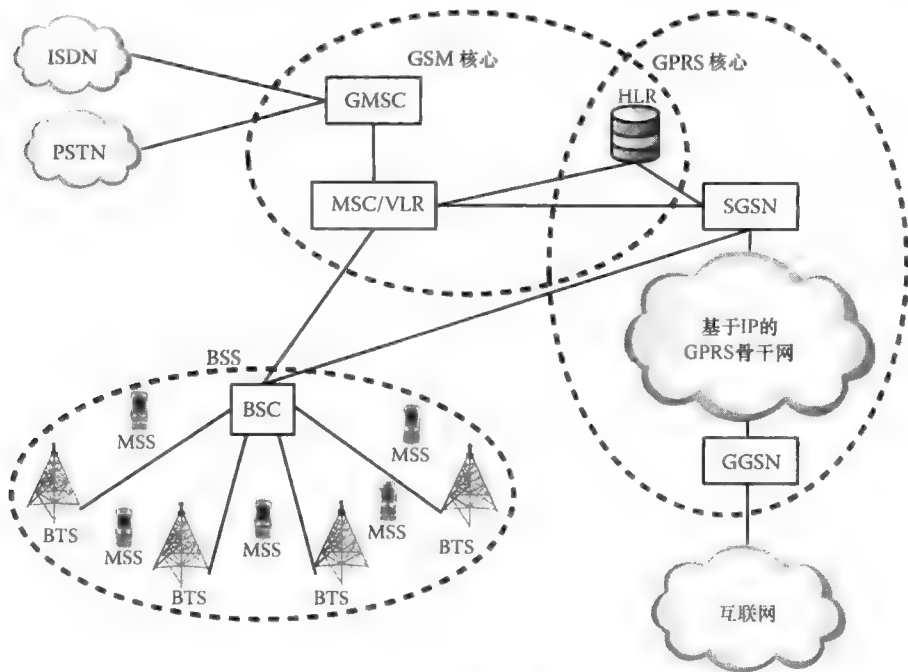 ISDN
GSM 核心
GPRS 核心
GMSC
HLR
PSTN
MSC/VLR
SGSN
基于IP的
GPRS骨干网
BSS
BSC
MSS
MSS
GGSN
BTS
MSS
MSS
MSS
BTS
BTS
BTS
互联网